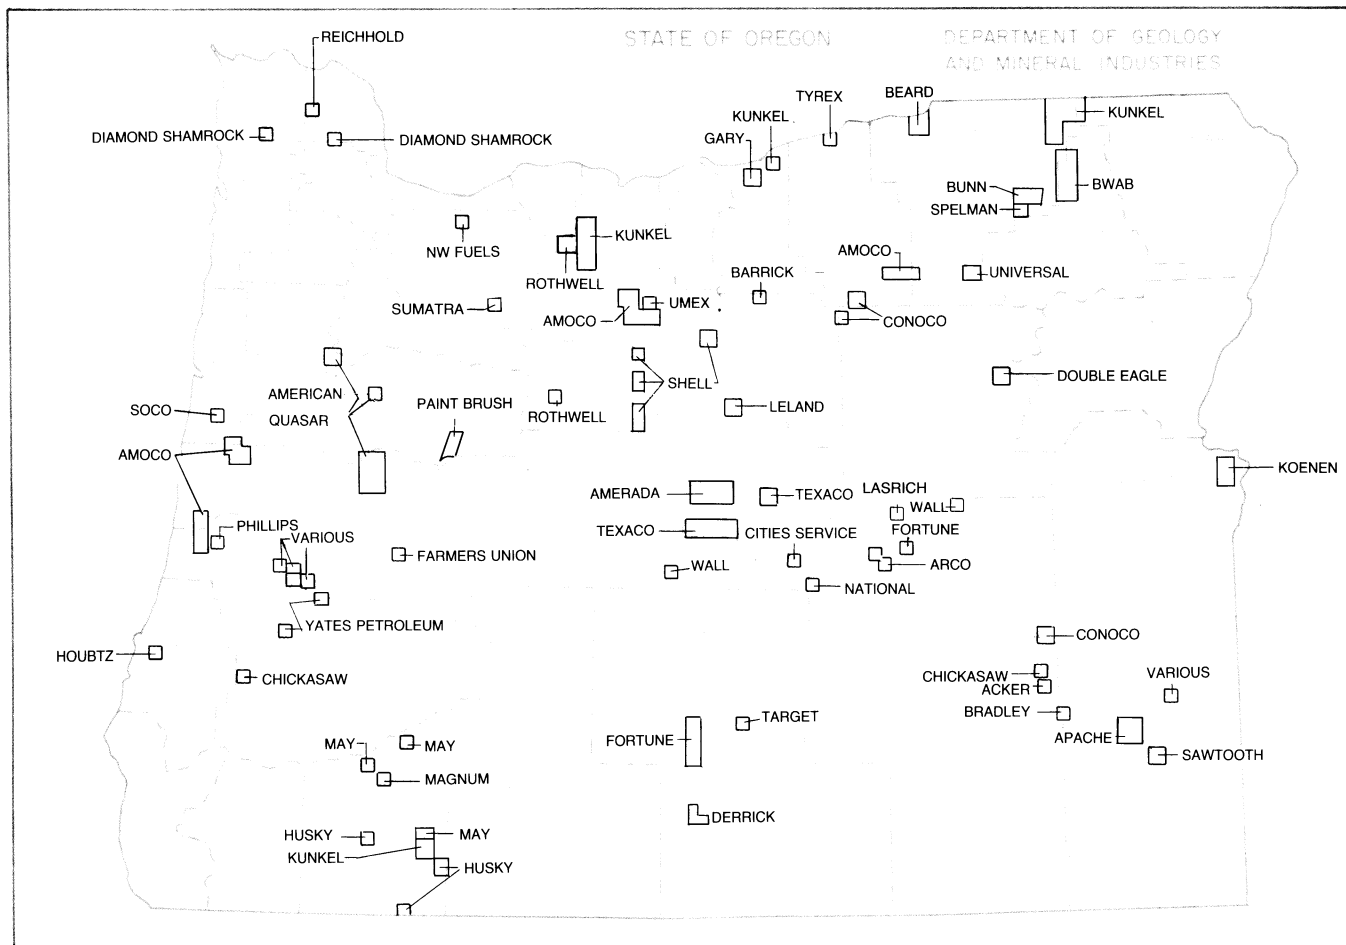 REICHHOLD
STATE OF OREGON
DEPARTMENT OF GEOLOGY
AND MINERAL INDUSTRIES
DIAMOND SHAMROCK
DIAMOND SHAMROCK
TYREX
BEARD
KUNKEL
KUNKEL
GARY
BUNN
BWAB
SPELMAN
NW FUELS
KUNKEL
ROTHWELL
AMOCO
BARRICK
UNIVERSAL
SUMATRA
AMOCO
UMEX
CONOCO
AMERICAN
QUASAR
SHELL
DOUBLE EAGLE
SOCO
PAINT BRUSH
ROTHWELL
LELAND
AMOCO
KOENEN
AMERADA
TEXACO
LASRICH
WALL
PHILLIPS
VARIOUS
TEXACO
CITIES SERVICE
FORTUNE
FARMERS UNION
WALL
ARCO
NATIONAL
YATES PETROLEUM
CONOCO
HOUBTZ
CHICKASAW
CHICKASAW
ACKER
VARIOUS
BRADLEY
MAY
MAY
FORTUNE
TARGET
APACHE
SAWTOOTH
MAGNUM
DERRICK
HUSKY
MAY
KUNKEL
HUSKY